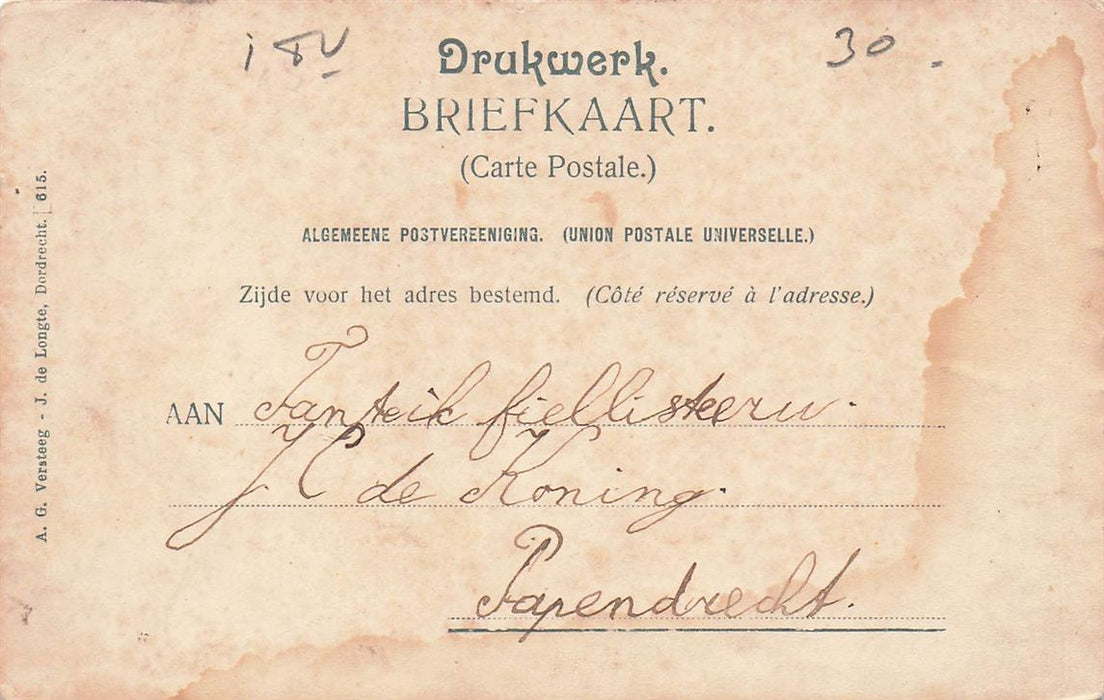 30.
Drukwerk.
BRIEFKAART.
(Carte Postale.)
ALGEMEENE POSTVEREENIGING. (UNION POSTALE UNIVERSELLE.)
Zijde voor het adres bestemd. (Côté réservé à l'adresse.)
AAN
J. C de Koning.
Papendrecht.
A. G. Versteeg - J. de Longte, Dordrecht. 615.